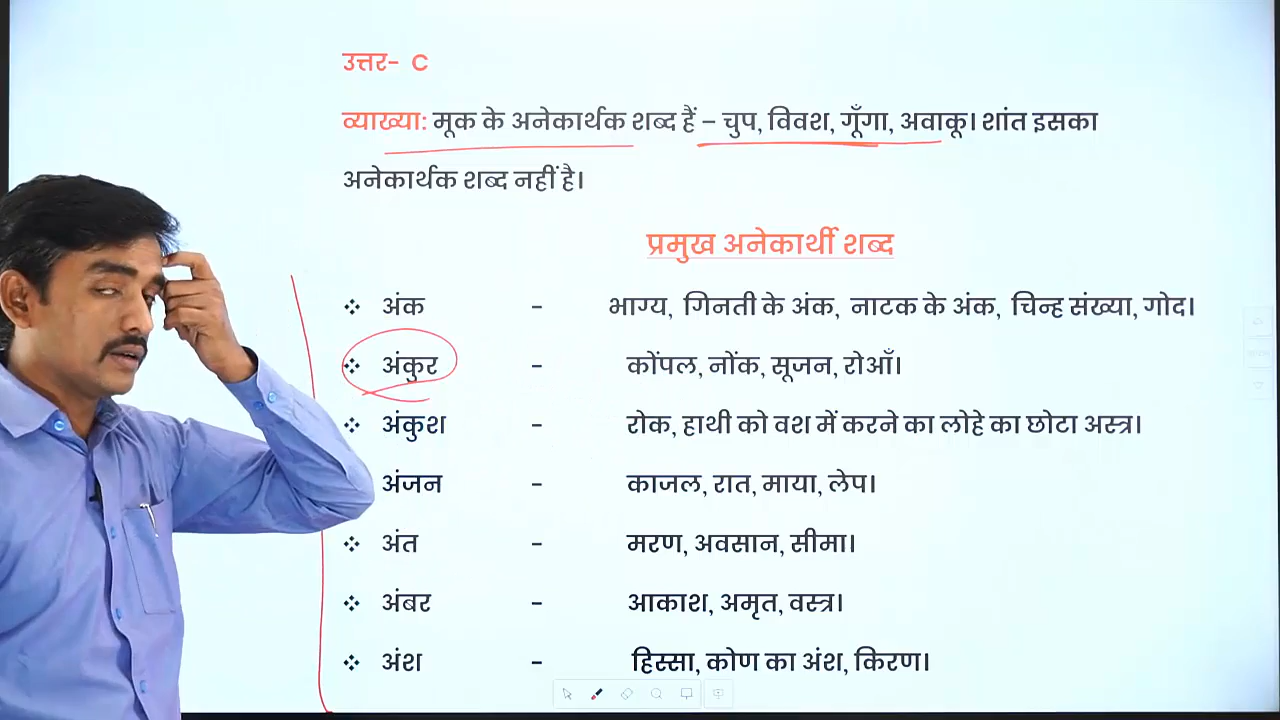 उत्तर- C
व्याख्या: मूक के अनेकार्थक शब्द हैं – चुप, विवश, गूँगा, अवाकू। शांत इसका
अनेकार्थक शब्द नहीं है।
प्रमुख अनेकार्थी शब्द
❖ अंक - भाग्य, गिनती के अंक, नाटक के अंक, चिन्ह संख्या, गोद।
❖ अंकुर - कोंपल, नोंक, सूजन, रोआँ।
❖ अंकुश - रोक, हाथी को वश में करने का लोहे का छोटा अस्त्र।
अंजन - काजल, रात, माया, लेप।
❖ अंत - मरण, अवसान, सीमा।
❖ अंबर - आकाश, अमृत, वस्त्र।
❖ अंश - हिस्सा, कोण का अंश, किरण।